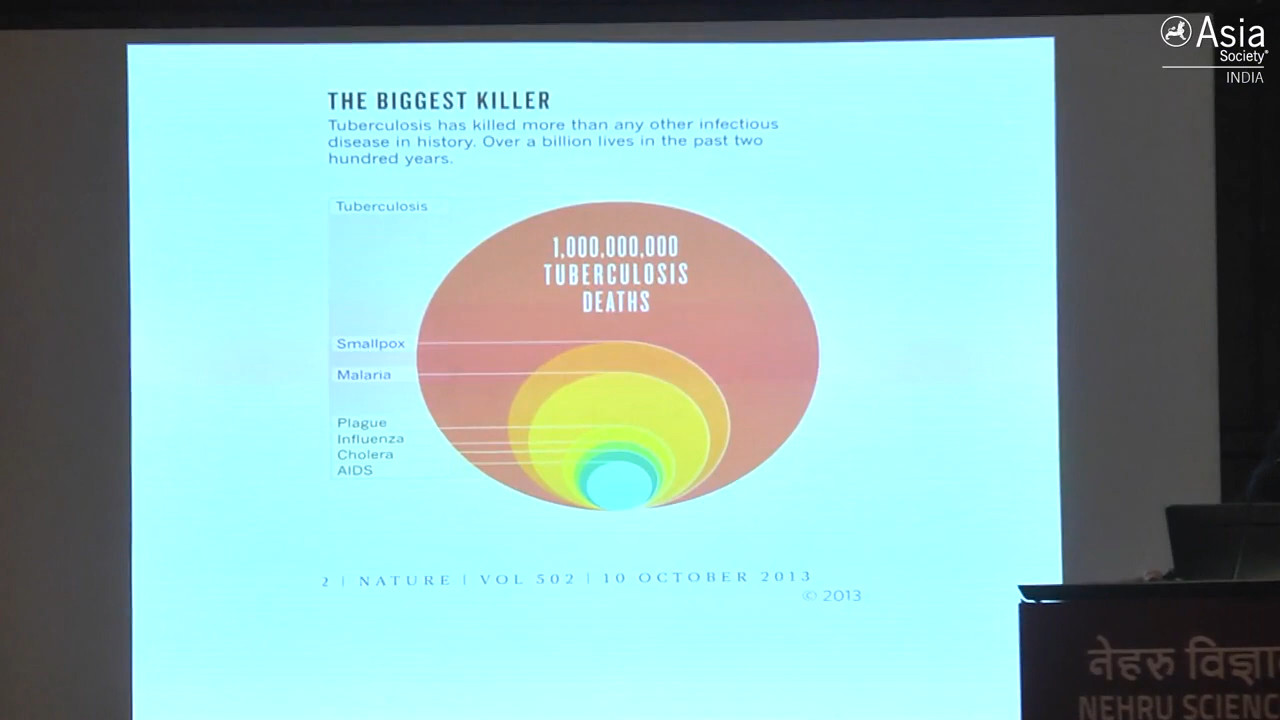 Asia
Society
INDIA
THE BIGGEST KILLER
Tuberculosis has killed more than any other infectious
disease in history. Over a billion lives in the past two
hundred years.
Tuberculosis
1,000,000,000
TUBERCULOSIS
DEATHS
Smallpox
Malaria
Plague
Influenza
Cholera
AIDS
2 | NATURE | VOL 502 | 10 OCTOBER 2013
© 2013
नेहरु
NEHRU